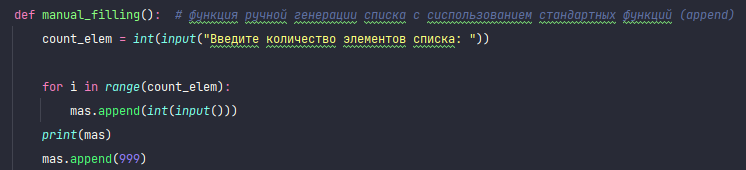 def manual_filling():  # функция ручной генерации списка с сиспользованием стандартных функций (append)
    count_elem = int(input("Введите количество элементов списка: "))
    for i in range(count_elem):
        mas.append(int(input()))
    print(mas)
    mas.append(999)